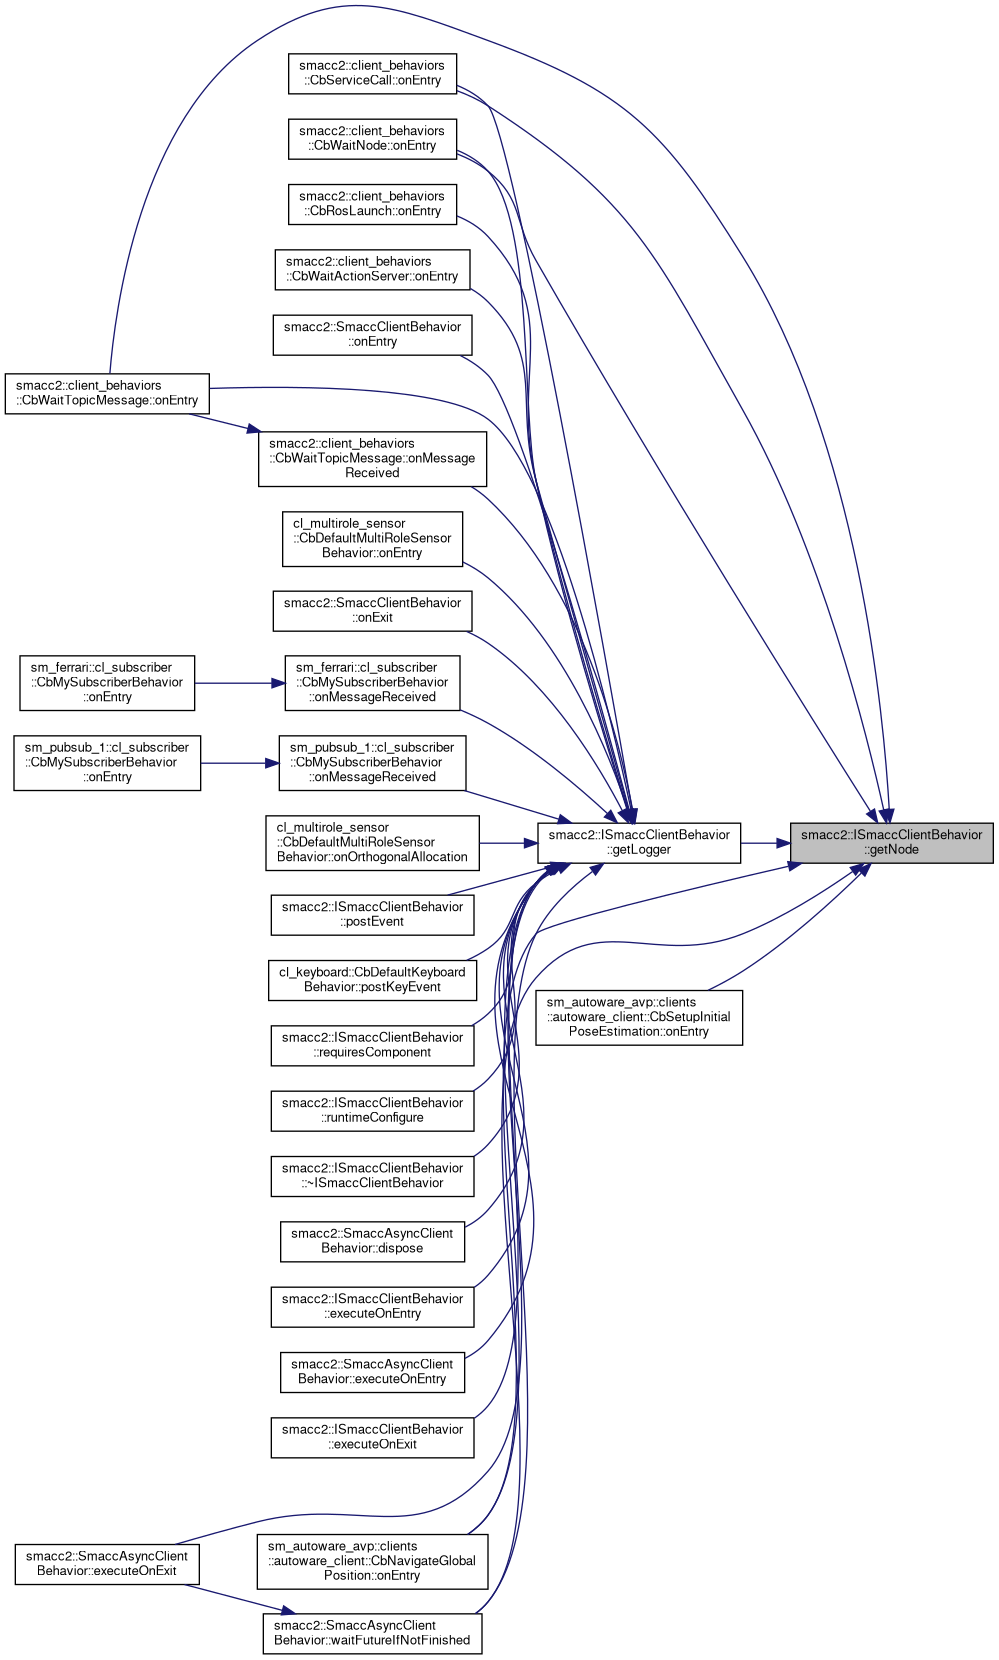 smacc2::client_behaviors
::CbServiceCall::onEntry
smacc2::client_behaviors
::CbWaitNode::onEntry
smacc2::client_behaviors
::CbRosLaunch::onEntry
smacc2::client_behaviors
::CbWaitActionServer::onEntry
smacc2::SmaccClientBehavior
::onEntry
smacc2::client_behaviors
::CbWaitTopicMessage::onEntry
smacc2::client_behaviors
::CbWaitTopicMessage::onMessage
Received
cl_multirole_sensor
::CbDefaultMultiRoleSensor
Behavior::onEntry
smacc2::SmaccClientBehavior
::onExit
sm_ferrari::cl_subscriber
::CbMySubscriberBehavior
::onEntry
sm_ferrari::cl_subscriber
::CbMySubscriberBehavior
::onMessageReceived
sm_pubsub_1::cl_subscriber
::CbMySubscriberBehavior
::onEntry
sm_pubsub_1::cl_subscriber
::CbMySubscriberBehavior
::onMessageReceived
cl_multirole_sensor
::CbDefaultMultiRoleSensor
Behavior::onOrthogonalAllocation
smacc2::ISmaccClientBehavior
::getLogger
smacc2::ISmaccClientBehavior
::getNode
smacc2::ISmaccClientBehavior
::postEvent
cl_keyboard::CbDefaultKeyboard
Behavior::postKeyEvent
sm_autoware_avp::clients
::autoware_client::CbSetupInitial
PoseEstimation::onEntry
smacc2::ISmaccClientBehavior
::requiresComponent
smacc2::ISmaccClientBehavior
::runtimeConfigure
smacc2::ISmaccClientBehavior
::~ISmaccClientBehavior
smacc2::SmaccAsyncClient
Behavior::dispose
smacc2::ISmaccClientBehavior
::executeOnEntry
smacc2::SmaccAsyncClient
Behavior::executeOnEntry
smacc2::ISmaccClientBehavior
::executeOnExit
smacc2::SmaccAsyncClient
Behavior::executeOnExit
sm_autoware_avp::clients
::autoware_client::CbNavigateGlobal
Position::onEntry
smacc2::SmaccAsyncClient
Behavior::waitFutureIfNotFinished